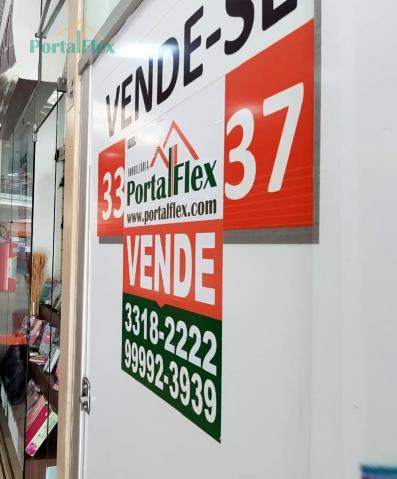 PortalFlex
VENDE-SE
33
37
IMOBILIÁRIA
PortalFlex
www.portalflex.com
VENDE
3318-2222
99992-3939